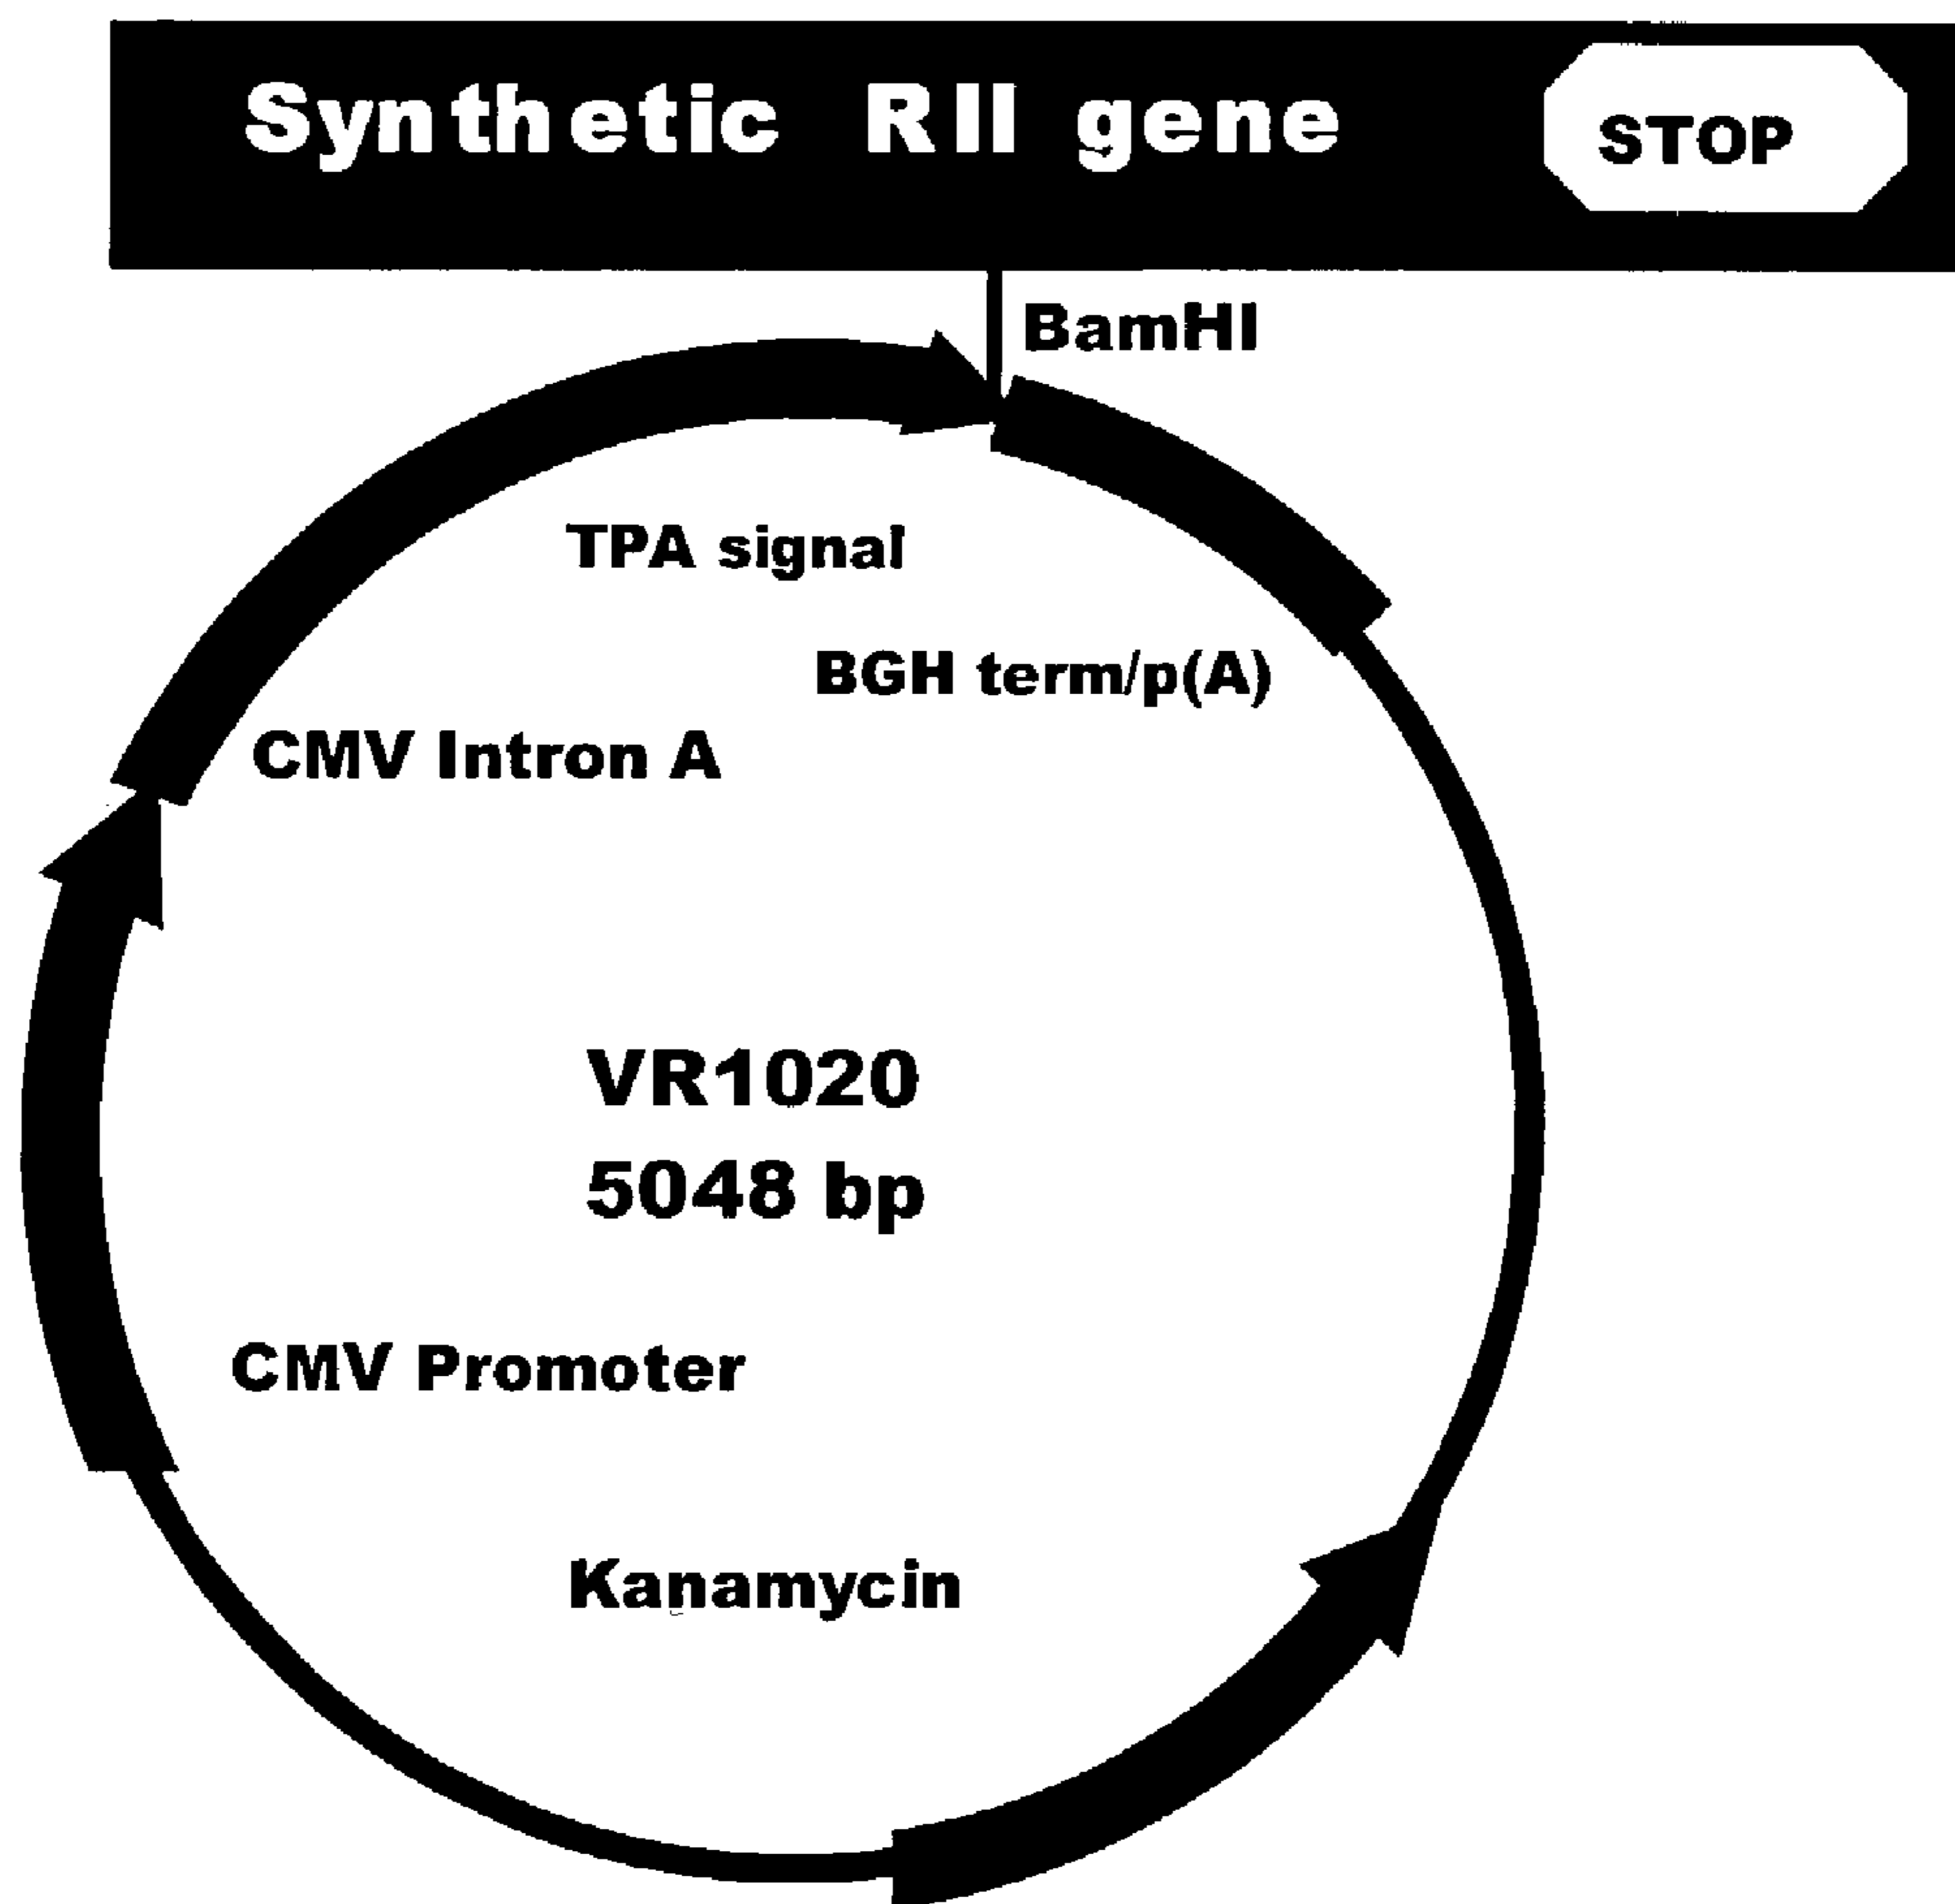 Synthetic RII gene
STOP
BamHI
TPA signal
BGH term/p(A)
CMV Intron A
VR1020
5048 bp
CMV Promoter
Kanamycin